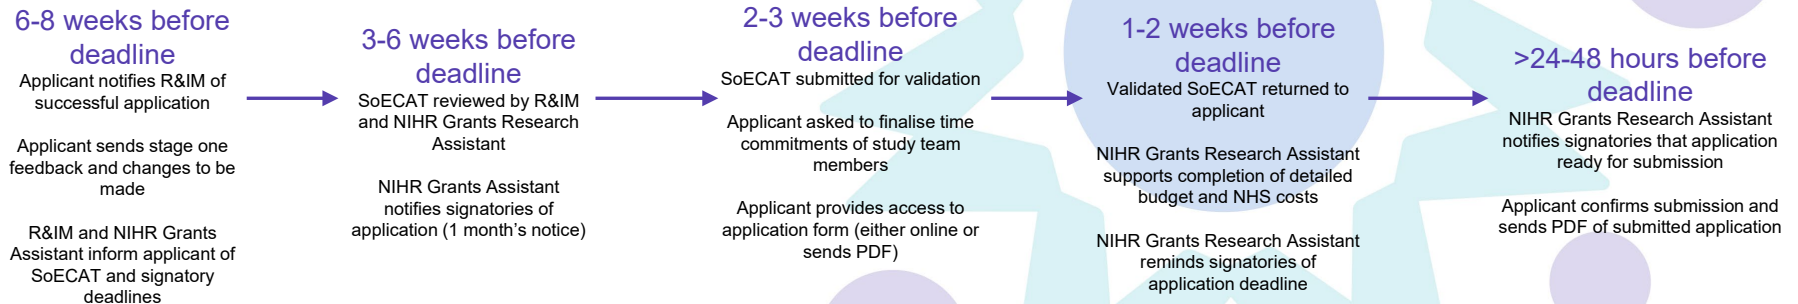 6-8 weeks before
deadline
Applicant notifies R&IM of
successful application
Applicant sends stage one
feedback and changes to be
made
R&IM and NIHR Grants
Assistant inform applicant of
SoECAT and signatory
deadlines
3-6 weeks before
deadline
SoECAT reviewed by R&IM
and NIHR Grants Research
Assistant
NIHR Grants Assistant
notifies signatories of
application (1 month’s notice)
2-3 weeks before
deadline
SoECAT submitted for validation
Applicant asked to finalise time
commitments of study team
members
Applicant provides access to
application form (either online or
sends PDF)
1-2 weeks before
deadline
Validated SoECAT returned to
applicant
NIHR Grants Research Assistant
supports completion of detailed
budget and NHS costs
NIHR Grants Research Assistant
reminds signatories of
application deadline
>24-48 hours before
deadline
NIHR Grants Research Assistant
notifies signatories that application
ready for submission
Applicant confirms submission and
sends PDF of submitted application